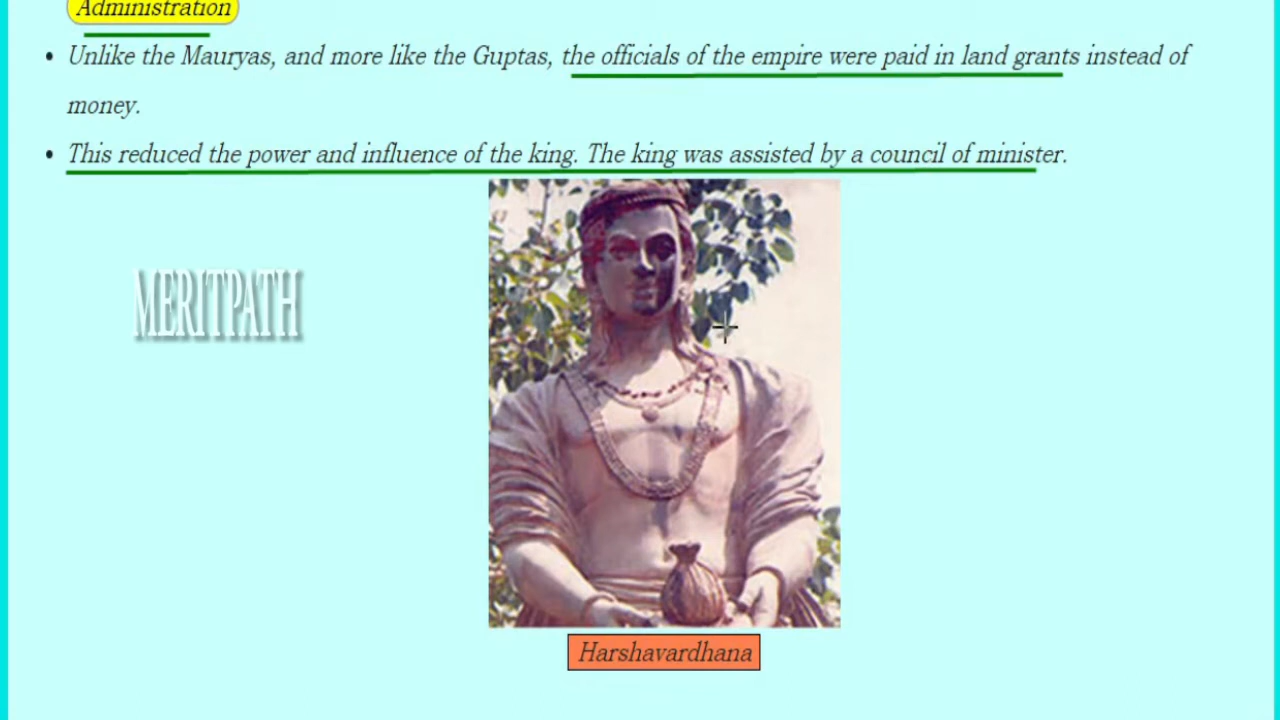 Administration
• Unlike the Mauryas, and more like the Guptas, the officials of the empire were paid in land grants instead of
money.
• This reduced the power and influence of the king. The king was assisted by a council of minister.
MERITPATH
Harshavardhana